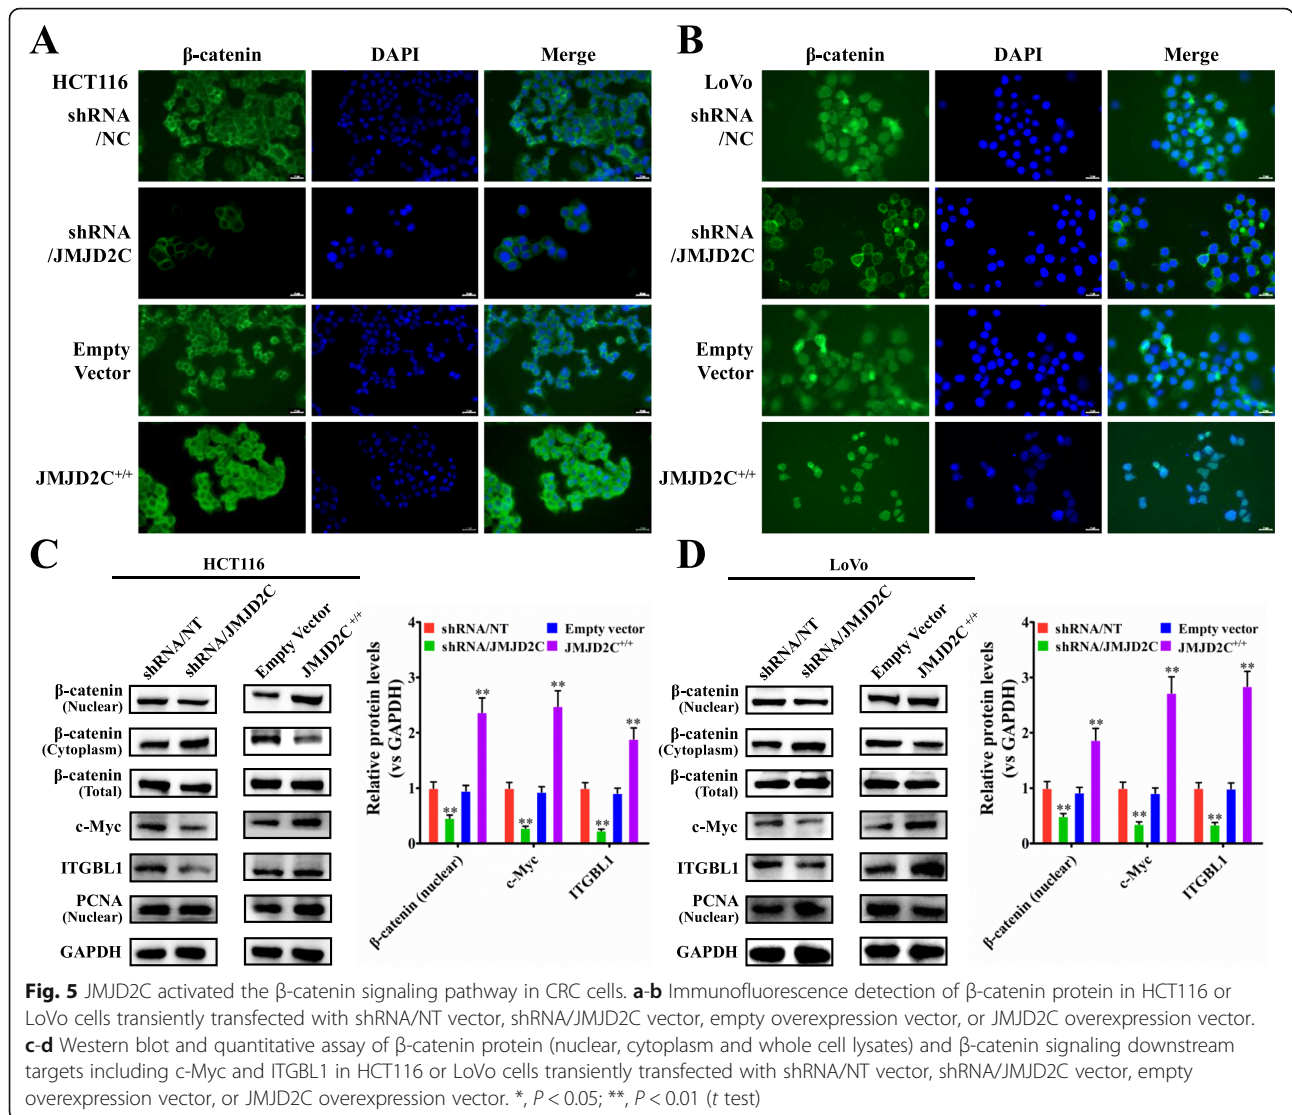 A
β-catenin DAPI Merge
HCT116
shRNA
/NC
shRNA
/JMJD2C
Empty
Vector
JMJD2C+/+
B
β-catenin DAPI Merge
LoVo
shRNA
/NC
shRNA
/JMJD2C
Empty
Vector
JMJD2C+/+
C
HCT116
shRNA/NT
shRNA/JMJD2C
Empty Vector
JMJD2C+/+
β-catenin
(Nuclear)
β-catenin
(Cytoplasm)
β-catenin
(Total)
c-Myc
ITGBL1
PCNA
(Nuclear)
GAPDH
Relative protein levels
(vs GAPDH)
4
3
2
1
0
shRNA/NT
Empty vector
shRNA/JMJD2C
JMJD2C+/+
** ** ** ** ** **
β-catenin (nuclear)
c-Myc
ITGBL1
D
LoVo
shRNA/NT
shRNA/JMJD2C
Empty Vector
JMJD2C+/+
β-catenin
(Nuclear)
β-catenin
(Cytoplasm)
β-catenin
(Total)
c-Myc
ITGBL1
PCNA
(Nuclear)
GAPDH
Relative protein levels
(vs GAPDH)
4
3
2
1
0
shRNA/NT
Empty vector
shRNA/JMJD2C
JMJD2C+/+
** ** ** ** ** **
β-catenin (nuclear)
c-Myc
ITGBL1
Fig. 5 JMJD2C activated the β-catenin signaling pathway in CRC cells. a-b Immunofluorescence detection of β-catenin protein in HCT116 or
LoVo cells transiently transfected with shRNA/NT vector, shRNA/JMJD2C vector, empty overexpression vector, or JMJD2C overexpression vector.
c-d Western blot and quantitative assay of β-catenin protein (nuclear, cytoplasm and whole cell lysates) and β-catenin signaling downstream
targets including c-Myc and ITGBL1 in HCT116 or LoVo cells transiently transfected with shRNA/NT vector, shRNA/JMJD2C vector, empty
overexpression vector, or JMJD2C overexpression vector. *, P < 0.05; **, P < 0.01 (t test)